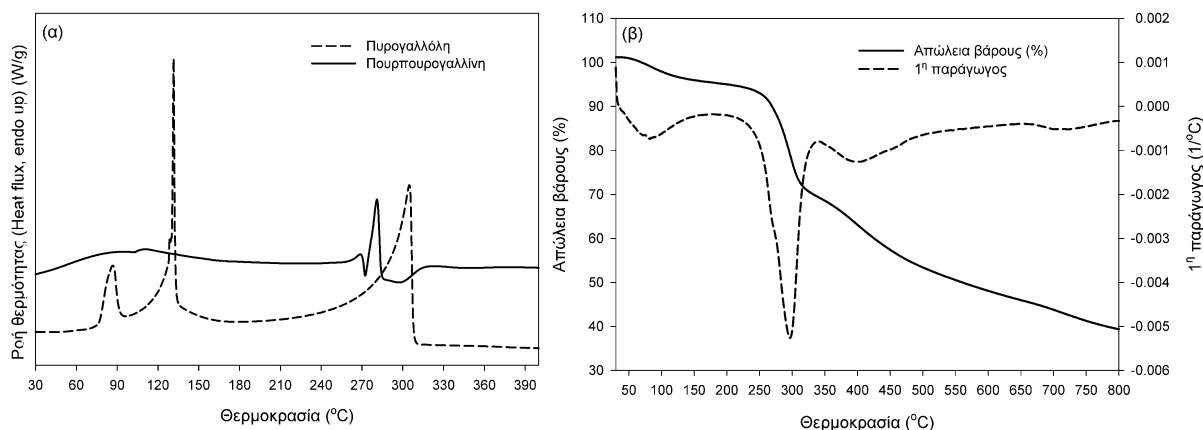 (α)
Πυρογαλλόλη
Πουρπουρογαλλίνη
Ροή θερμότητας (Heat flux, endo up) (W/g)
30 60 90 120 150 180 210 240 270 300 330 360 390
Θερμοκρασία (°C)
(β)
Απώλεια βάρους (%)
1η παράγωγος
110
100
90
80
70
60
50
40
30
Απώλεια βάρους (%)
0.002
0.001
0.000
-0.001
-0.002
-0.003
-0.004
-0.005
-0.006
1η παράγωγος (1/°C)
50 100 150 200 250 300 350 400 450 500 550 600 650 700 750 800
Θερμοκρασία (°C)